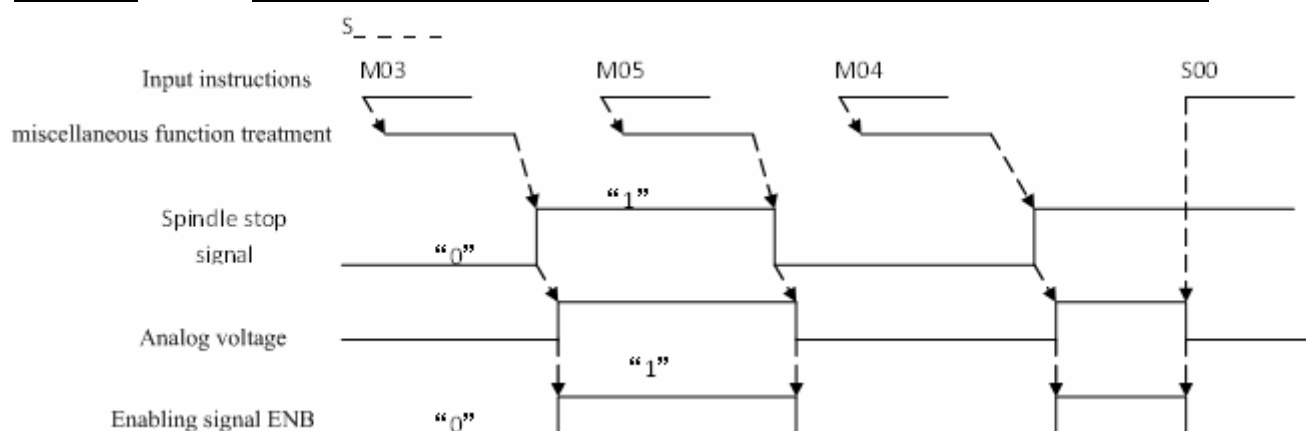 S_ _ _ _
Input instructions M03 M05 M04 S00
miscellaneous function treatment
“1”
Spindle stop
signal “0”
Analog voltage
“1”
Enabling signal ENB “0”